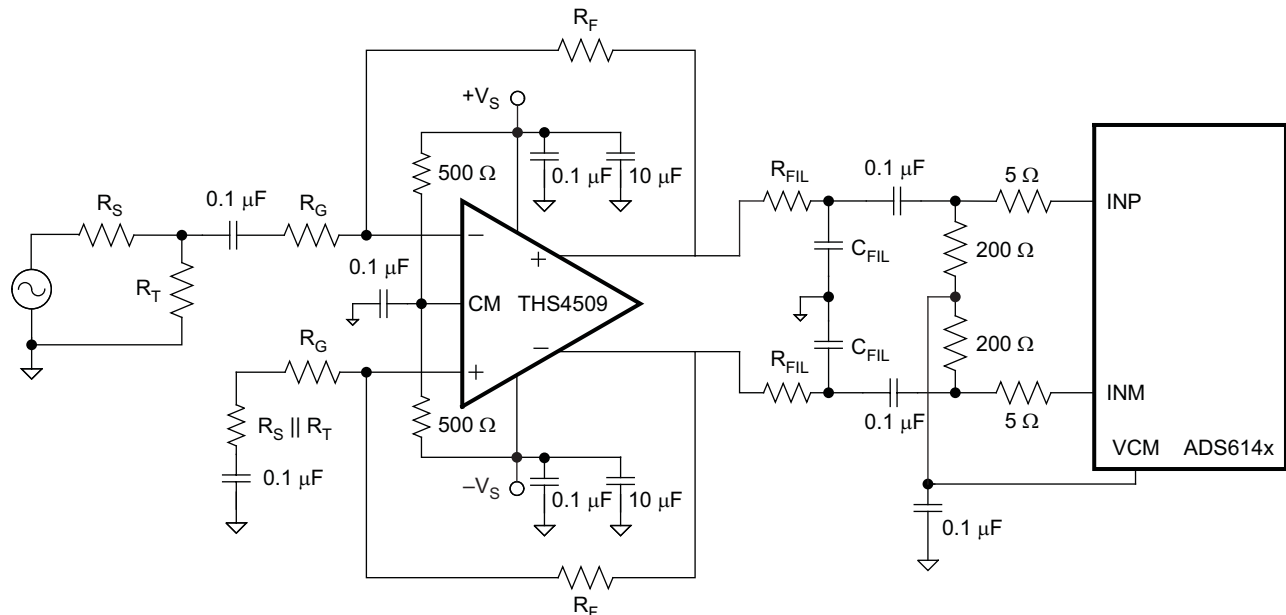 R_F
+V_S
500 Ω
0.1 µF
10 µF
R_FIL
0.1 µF
5 Ω
R_S
0.1 µF
R_G
INP
−
+
C_FIL
200 Ω
0.1 µF
R_T
CM
THS4509
R_G
+
−
R_FIL
C_FIL
200 Ω
INM
R_S || R_T
500 Ω
0.1 µF
5 Ω
VCM
ADS614x
0.1 µF
–V_S
0.1 µF
10 µF
0.1 µF
R_F